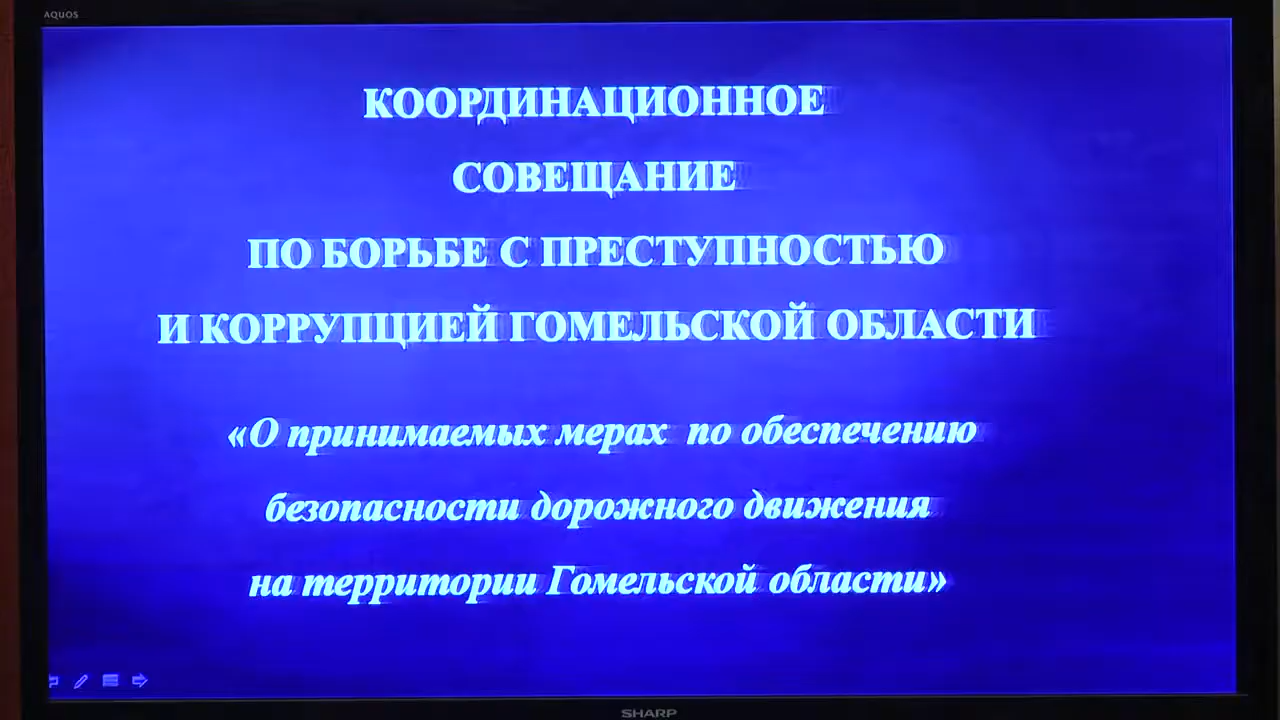 AQUOS
КООРДИНАЦИОННОЕ
СОВЕЩАНИЕ
ПО БОРЬБЕ С ПРЕСТУПНОСТЬЮ
И КОРРУПЦИЕЙ ГОМЕЛЬСКОЙ ОБЛАСТИ
«О принимаемых мерах по обеспечению
безопасности дорожного движения
на территории Гомельской области»
SHARP